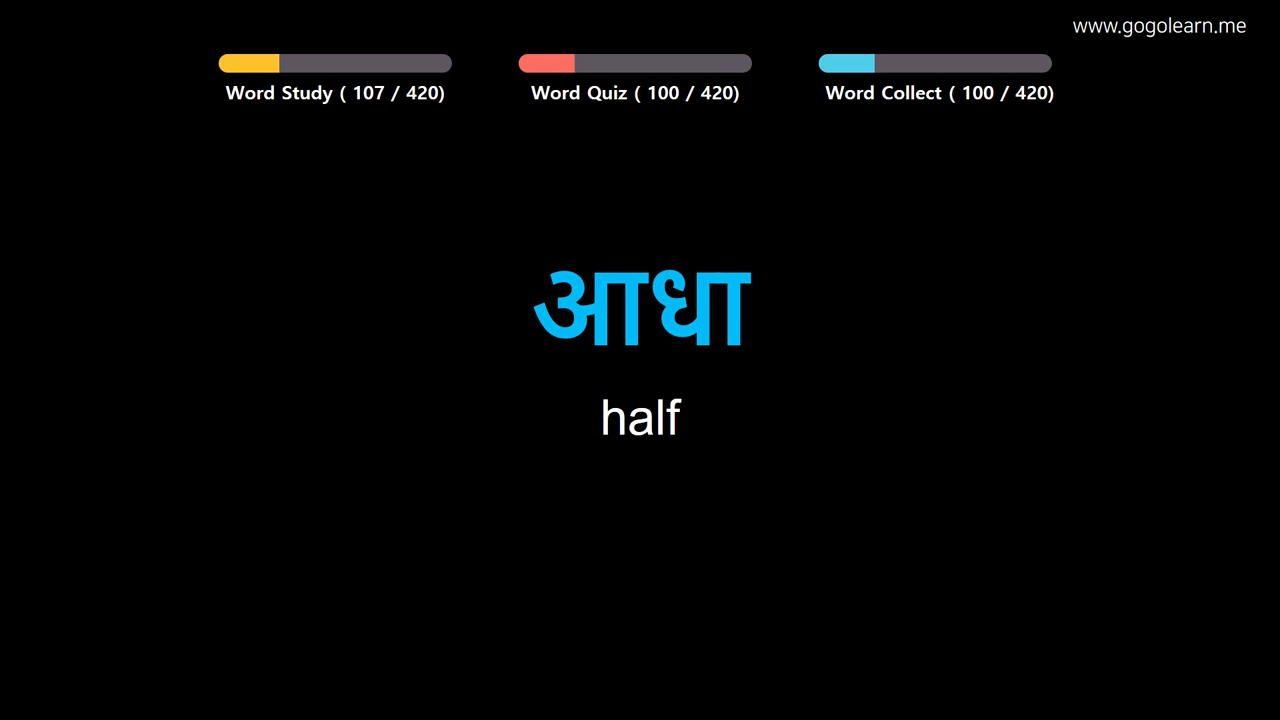 www.gogolearn.me
Word Study ( 107 / 420)
Word Quiz ( 100 / 420)
Word Collect ( 100 / 420)
आधा
half